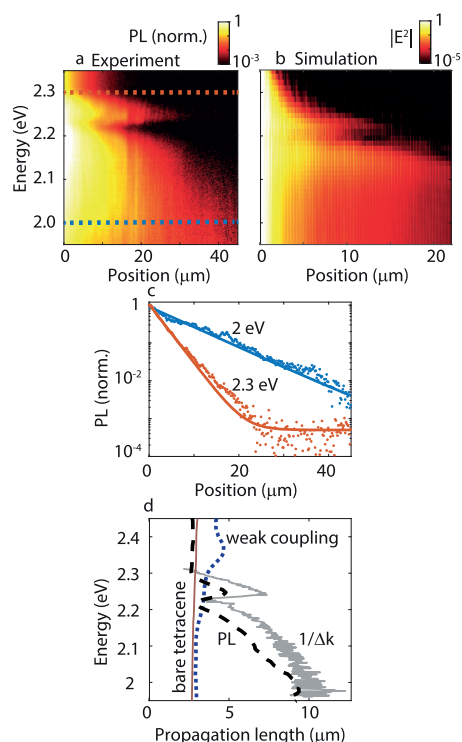 PL (norm.)
1
10-3
a Experiment
|E2|
1
10-5
b Simulation
Energy (eV)
2.3
2.2
2.1
2.0
0 20 40
Position (μm)
0 10 20
Position (μm)
c
PL (norm.)
1
10-2
10-4
2 eV
2.3 eV
0 20 40
Position (μm)
d
Energy (eV)
2.4
2.3
2.2
2.1
2
bare tetracene
weak coupling
PL
1/Δk
0 5 10
Propagation length (μm)